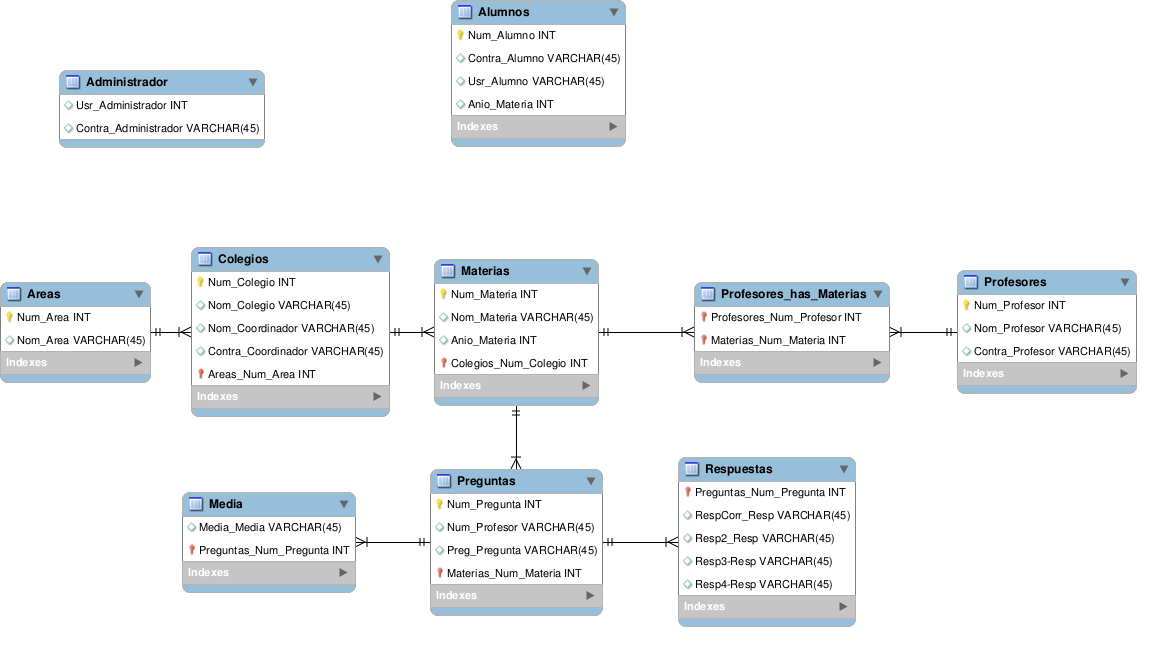 Alumnos
Num_Alumno INT
Contra_Alumno VARCHAR(45)
Usr_Alumno VARCHAR(45)
Anio_Materia INT
Indexes
Administrador
Usr_Administrador INT
Contra_Administrador VARCHAR(45)
Areas
Num_Area INT
Nom_Area VARCHAR(45)
Indexes
Colegios
Num_Colegio INT
Nom_Colegio VARCHAR(45)
Nom_Coordinador VARCHAR(45)
Contra_Coordinador VARCHAR(45)
Areas_Num_Area INT
Indexes
Materias
Num_Materia INT
Nom_Materia VARCHAR(45)
Anio_Materia INT
Colegios_Num_Colegio INT
Indexes
Profesores_has_Materias
Profesores_Num_Profesor INT
Materias_Num_Materia INT
Indexes
Profesores
Num_Profesor INT
Nom_Profesor VARCHAR(45)
Contra_Profesor VARCHAR(45)
Indexes
Media
Media_Media VARCHAR(45)
Preguntas_Num_Pregunta INT
Indexes
Preguntas
Num_Pregunta INT
Num_Profesor VARCHAR(45)
Preg_Pregunta VARCHAR(45)
Materias_Num_Materia INT
Indexes
Respuestas
Preguntas_Num_Pregunta INT
RespCorr_Resp VARCHAR(45)
Resp2_Resp VARCHAR(45)
Resp3-Resp VARCHAR(45)
Resp4-Resp VARCHAR(45)
Indexes